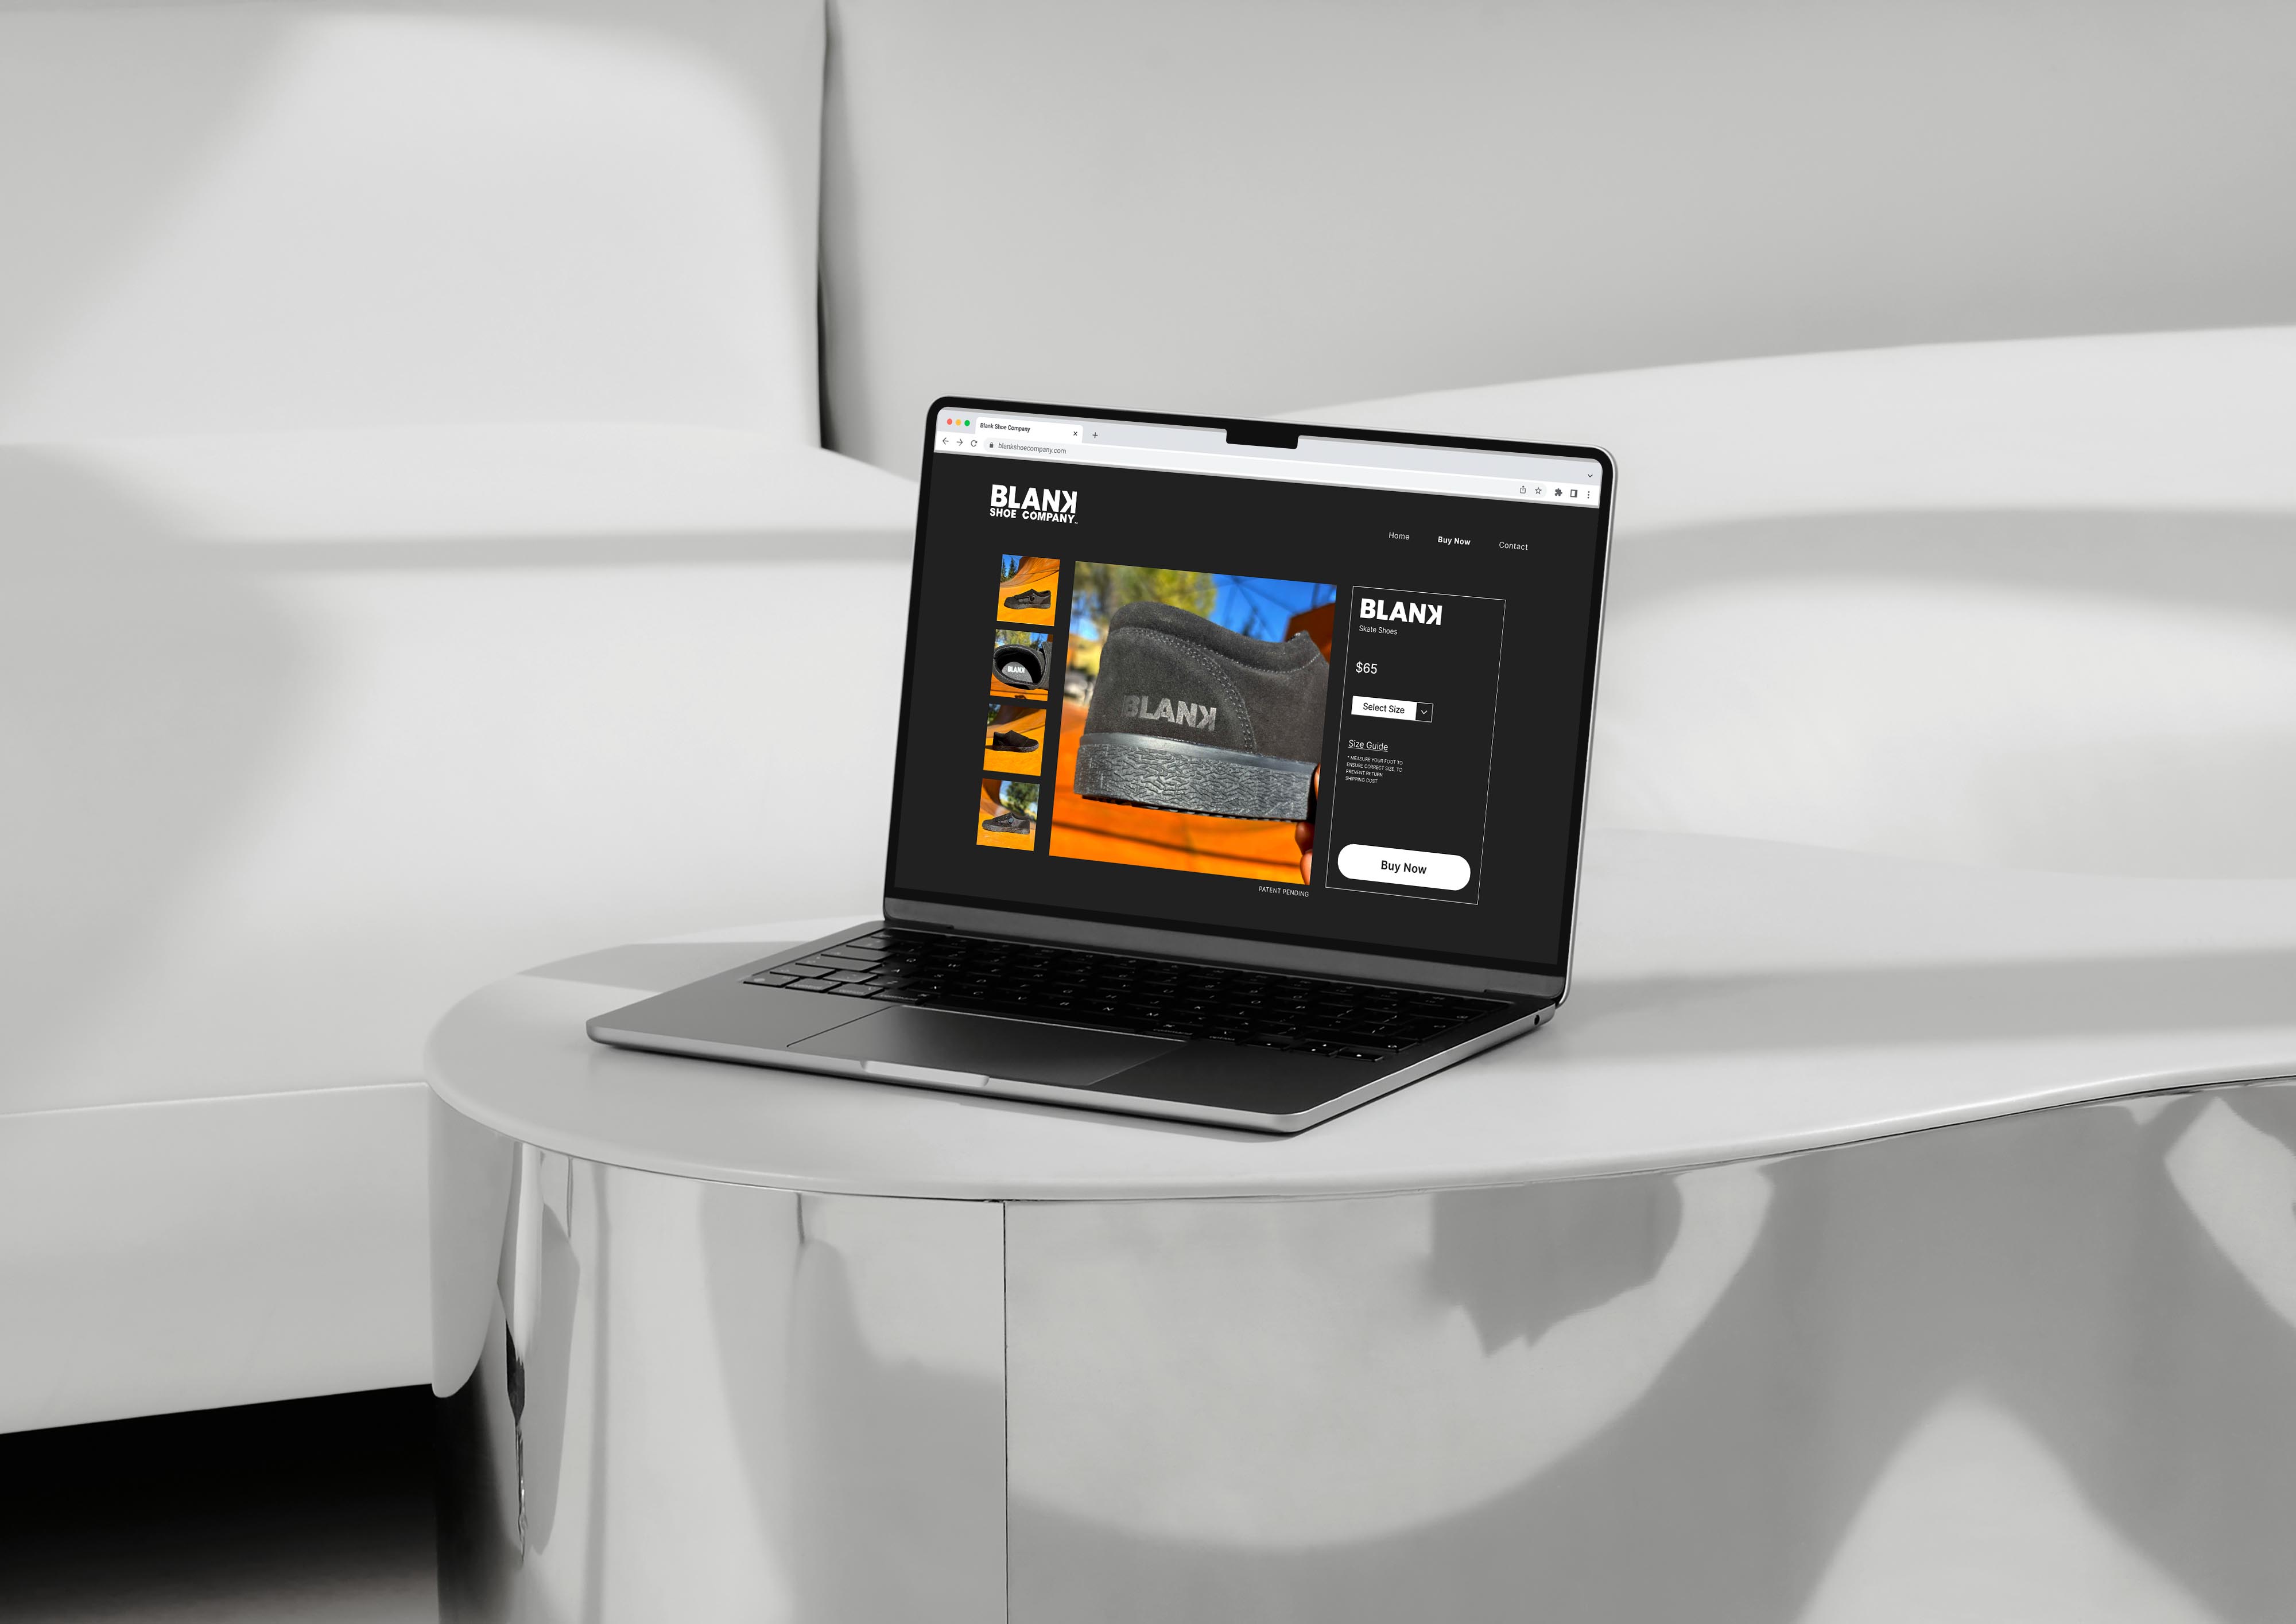 Blank Shoe Company
blankshoecompany.com
BLANK
SHOE COMPANY
Home
Buy Now
Contact
BLANK
BLANK
BLANK
Skate Shoes
$65
Select Size
Size Guide
* MEASURE YOUR FOOT TO
ENSURE CORRECT SIZE, TO
PREVENT RETURN
SHIPPING COST
Buy Now
PATENT PENDING